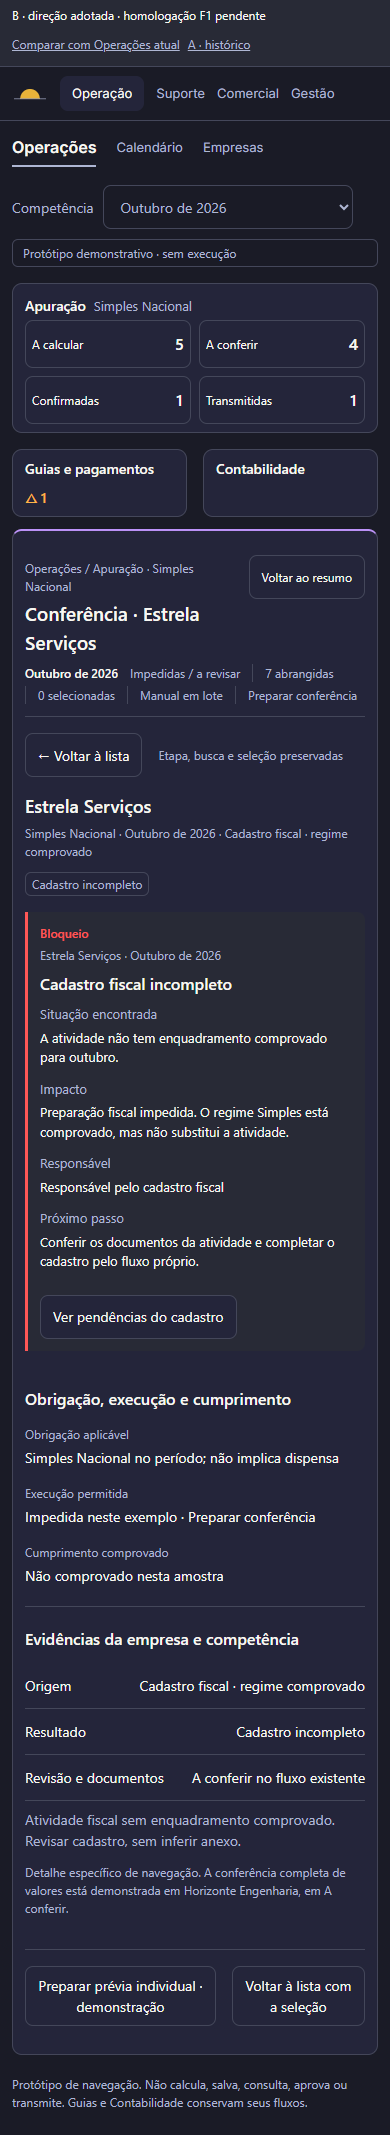 B · direção adotada · homologação F1 pendente
Comparar com Operações atual A · histórico
Operação Suporte Comercial Gestão
Operações Calendário Empresas
Competência Outubro de 2026
Protótipo demonstrativo · sem execução
Apuração Simples Nacional
A calcular 5 A conferir 4
Confirmadas 1 Transmitidas 1
Guias e pagamentos Contabilidade
△ 1
Operações / Apuração · Simples
Nacional
Voltar ao resumo
Conferência · Estrela
Serviços
Outubro de 2026 Impedidas / a revisar 7 abrangidas
0 selecionadas Manual em lote Preparar conferência
← Voltar à lista Etapa, busca e seleção preservadas
Estrela Serviços
Simples Nacional · Outubro de 2026 · Cadastro fiscal · regime
comprovado
Cadastro incompleto
Bloqueio
Estrela Serviços · Outubro de 2026
Cadastro fiscal incompleto
Situação encontrada
A atividade não tem enquadramento comprovado
para outubro.
Impacto
Preparação fiscal impedida. O regime Simples está
comprovado, mas não substitui a atividade.
Responsável
Responsável pelo cadastro fiscal
Próximo passo
Conferir os documentos da atividade e completar o
cadastro pelo fluxo próprio.
Ver pendências do cadastro
Obrigação, execução e cumprimento
Obrigação aplicável
Simples Nacional no período; não implica dispensa
Execução permitida
Impedida neste exemplo · Preparar conferência
Cumprimento comprovado
Não comprovado nesta amostra
Evidências da empresa e competência
Origem Cadastro fiscal · regime comprovado
Resultado Cadastro incompleto
Revisão e documentos A conferir no fluxo existente
Atividade fiscal sem enquadramento comprovado.
Revisar cadastro, sem inferir anexo.
Detalhe específico de navegação. A conferência completa de
valores está demonstrada em Horizonte Engenharia, em A
conferir.
Preparar prévia individual ·
demonstração
Voltar à lista com
a seleção
Protótipo de navegação. Não calcula, salva, consulta, aprova ou
transmite. Guias e Contabilidade conservam seus fluxos.